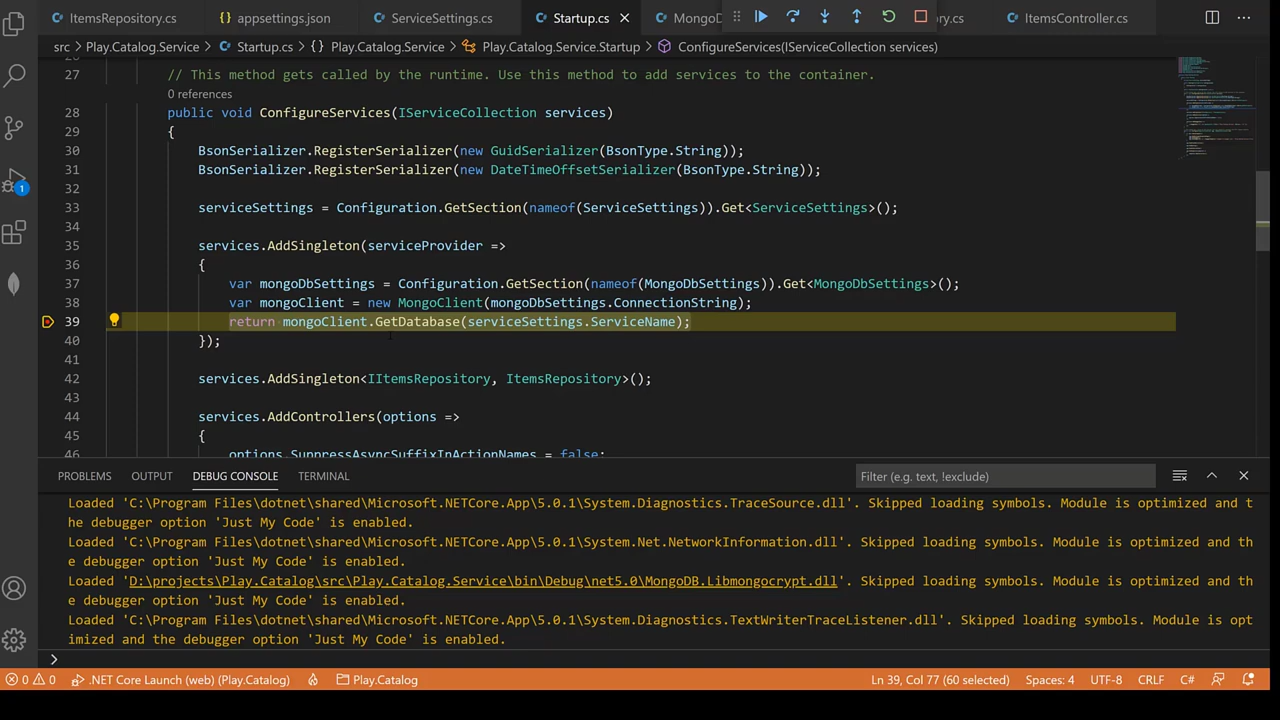 ItemsRepository.cs
appsettings.json
ServiceSettings.cs
Startup.cs
MongoD
ry.cs
ItemsController.cs
src > Play.Catalog.Service > Startup.cs > {} Play.Catalog.Service > Play.Catalog.Service.Startup > ConfigureServices(IServiceCollection services)
27 // This method gets called by the runtime. Use this method to add services to the container.
0 references
28 public void ConfigureServices(IServiceCollection services)
29 {
30 BsonSerializer.RegisterSerializer(new GuidSerializer(BsonType.String));
31 BsonSerializer.RegisterSerializer(new DateTimeOffsetSerializer(BsonType.String));
32
33 serviceSettings = Configuration.GetSection(nameof(ServiceSettings)).Get<ServiceSettings>();
34
35 services.AddSingleton(serviceProvider =>
36 {
37 var mongoDbSettings = Configuration.GetSection(nameof(MongoDbSettings)).Get<MongoDbSettings>();
38 var mongoClient = new MongoClient(mongoDbSettings.ConnectionString);
39 return mongoClient.GetDatabase(serviceSettings.ServiceName);
40 });
41
42 services.AddSingleton<IItemsRepository, ItemsRepository>();
43
44 services.AddControllers(options =>
45 {
46 options.SuppressAsyncSuffixInActionNames = false;
1
PROBLEMS OUTPUT DEBUG CONSOLE TERMINAL
Filter (e.g. text, !exclude)
Loaded 'C:\Program Files\dotnet\shared\Microsoft.NETCore.App\5.0.1\System.Diagnostics.TraceSource.dll'. Skipped loading symbols. Module is optimized and t
he debugger option 'Just My Code' is enabled.
Loaded 'C:\Program Files\dotnet\shared\Microsoft.NETCore.App\5.0.1\System.Net.NetworkInformation.dll'. Skipped loading symbols. Module is optimized and the
e debugger option 'Just My Code' is enabled.
Loaded 'D:\projects\Play.Catalog\src\Play.Catalog.Service\bin\Debug\net5.0\MongoDB.Libmongocrypt.dll'. Skipped loading symbols. Module is optimized and th
e debugger option 'Just My Code' is enabled.
Loaded 'C:\Program Files\dotnet\shared\Microsoft.NETCore.App\5.0.1\System.Diagnostics.TextWriterTraceListener.dll'. Skipped loading symbols. Module is opt
imized and the debugger option 'Just My Code' is enabled.
>
0 0 .NET Core Launch (web) (Play.Catalog) Play.Catalog Ln 39, Col 77 (60 selected) Spaces: 4 UTF-8 CRLF C#